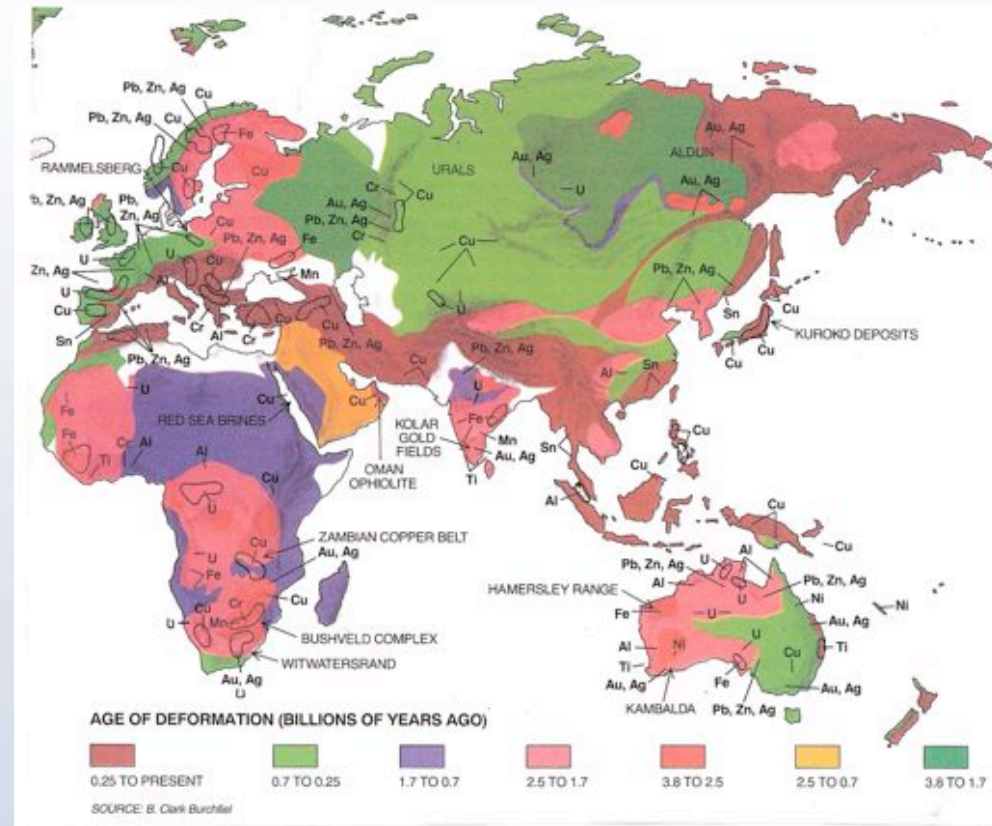 Pb, Zn, Ag
Cu
Pb, Zn, Ag
Cu
Fe
RAMMELSBERG
Cu
Cu
Au, Ag
ALDUN
Au, Ag
URALS
Pb, Zn, Ag
Pb, Zn, Ag
Cr
Cu
Au, Ag
Pb, Zn, Ag
Cr
U
Au, Ag
Cu
Pb, Zn, Ag
Fe
Cu
Zn, Ag
U
U
Cu
Al
Mn
Pb, Zn, Ag
U
Cu
Sn
Cr
Al
Cr
Cu
Cu
U
Sn
Cu
KUROKO DEPOSITS
Cu
Cu
Pb, Zn, Ag
Pb, Zn, Ag
Cu
Pb, Zn, Ag
Al
Sn
U
Cu
U
Fe
RED SEA BRINES
Cu
Fe
Fe
Cr
Al
Ti
KOLAR
GOLD
FIELDS
Mn
Au, Ag
Ti
Sn
Cu
Al
OMAN
OPHIOLITE
Cu
Al
U
Cu
ZAMBIAN COPPER BELT
Au, Ag
U
Fe
Cu
Cu
U
Cr
Mn
BUSHVELD COMPLEX
WITWATERSRAND
Au, Ag
U
Cu
Cu
U
Al
Pb, Zn, Ag
Al
Pb, Zn, Ag
HAMERSLEY RANGE
U
Ni
Ni
Fe
U
Au, Ag
Al
Ni
U
Cu
Ti
Ti
Au, Ag
Fe
Au, Ag
KAMBALDA
Pb, Zn, Ag
AGE OF DEFORMATION (BILLIONS OF YEARS AGO)
0.25 TO PRESENT
0.7 TO 0.25
1.7 TO 0.7
2.5 TO 1.7
3.8 TO 2.5
2.5 TO 0.7
3.8 TO 1.7
SOURCE: B. Clark Burchfiel